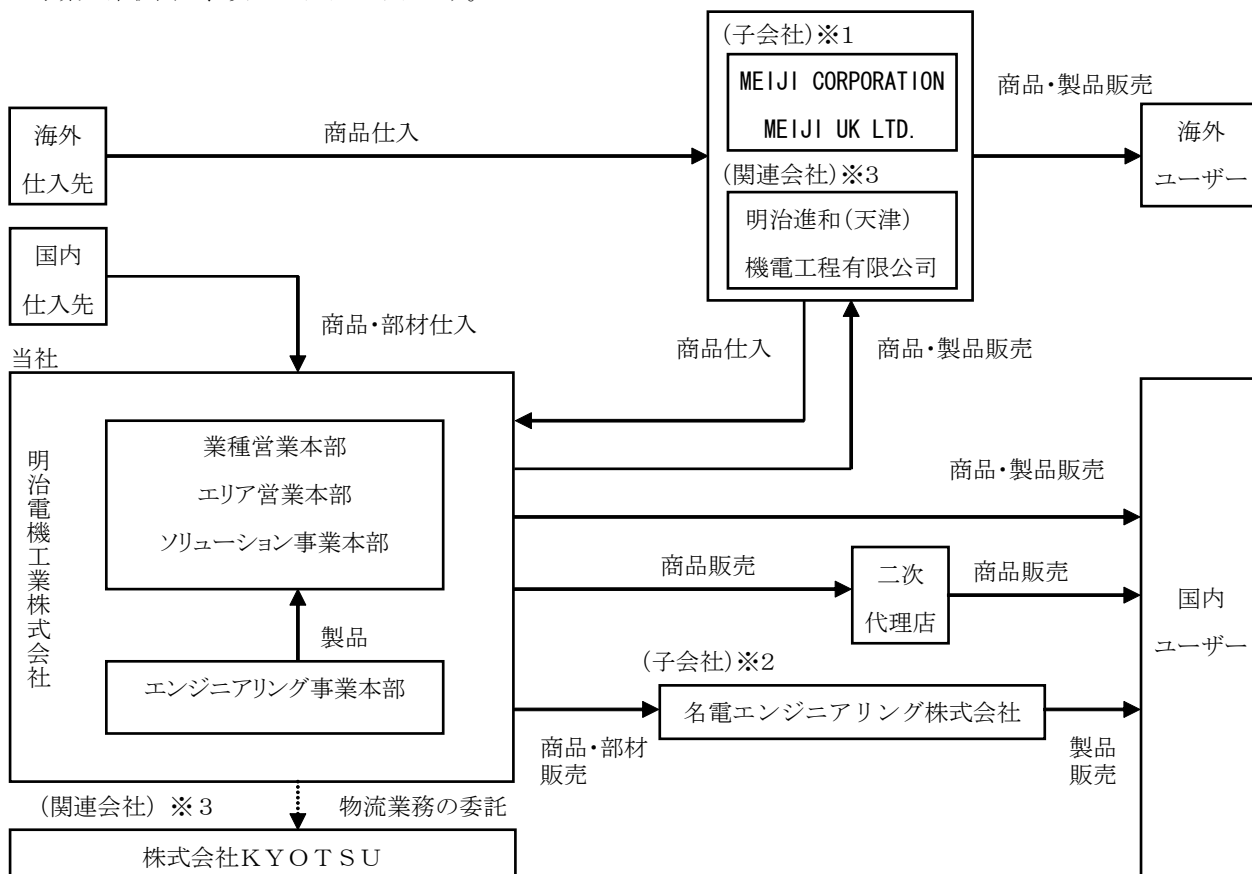 (子会社)※1
MEIJI CORPORATION
MEIJI UK LTD.
(関連会社)※3
明治進和(天津)
機電工程有限公司
商品・製品販売
海外
ユーザー
海外
仕入先
商品仕入
国内
仕入先
商品・部材仕入
商品仕入
商品・製品販売
当社
明治電機工業株式会社
業種営業本部
エリア営業本部
ソリューション事業本部
製品
エンジニアリング事業本部
商品・製品販売
商品販売
二次
代理店
商品販売
国内
ユーザー
(子会社)※2
名電エンジニアリング株式会社
商品・部材
販売
製品
販売
(関連会社)※3
物流業務の委託
株式会社KYOTSU